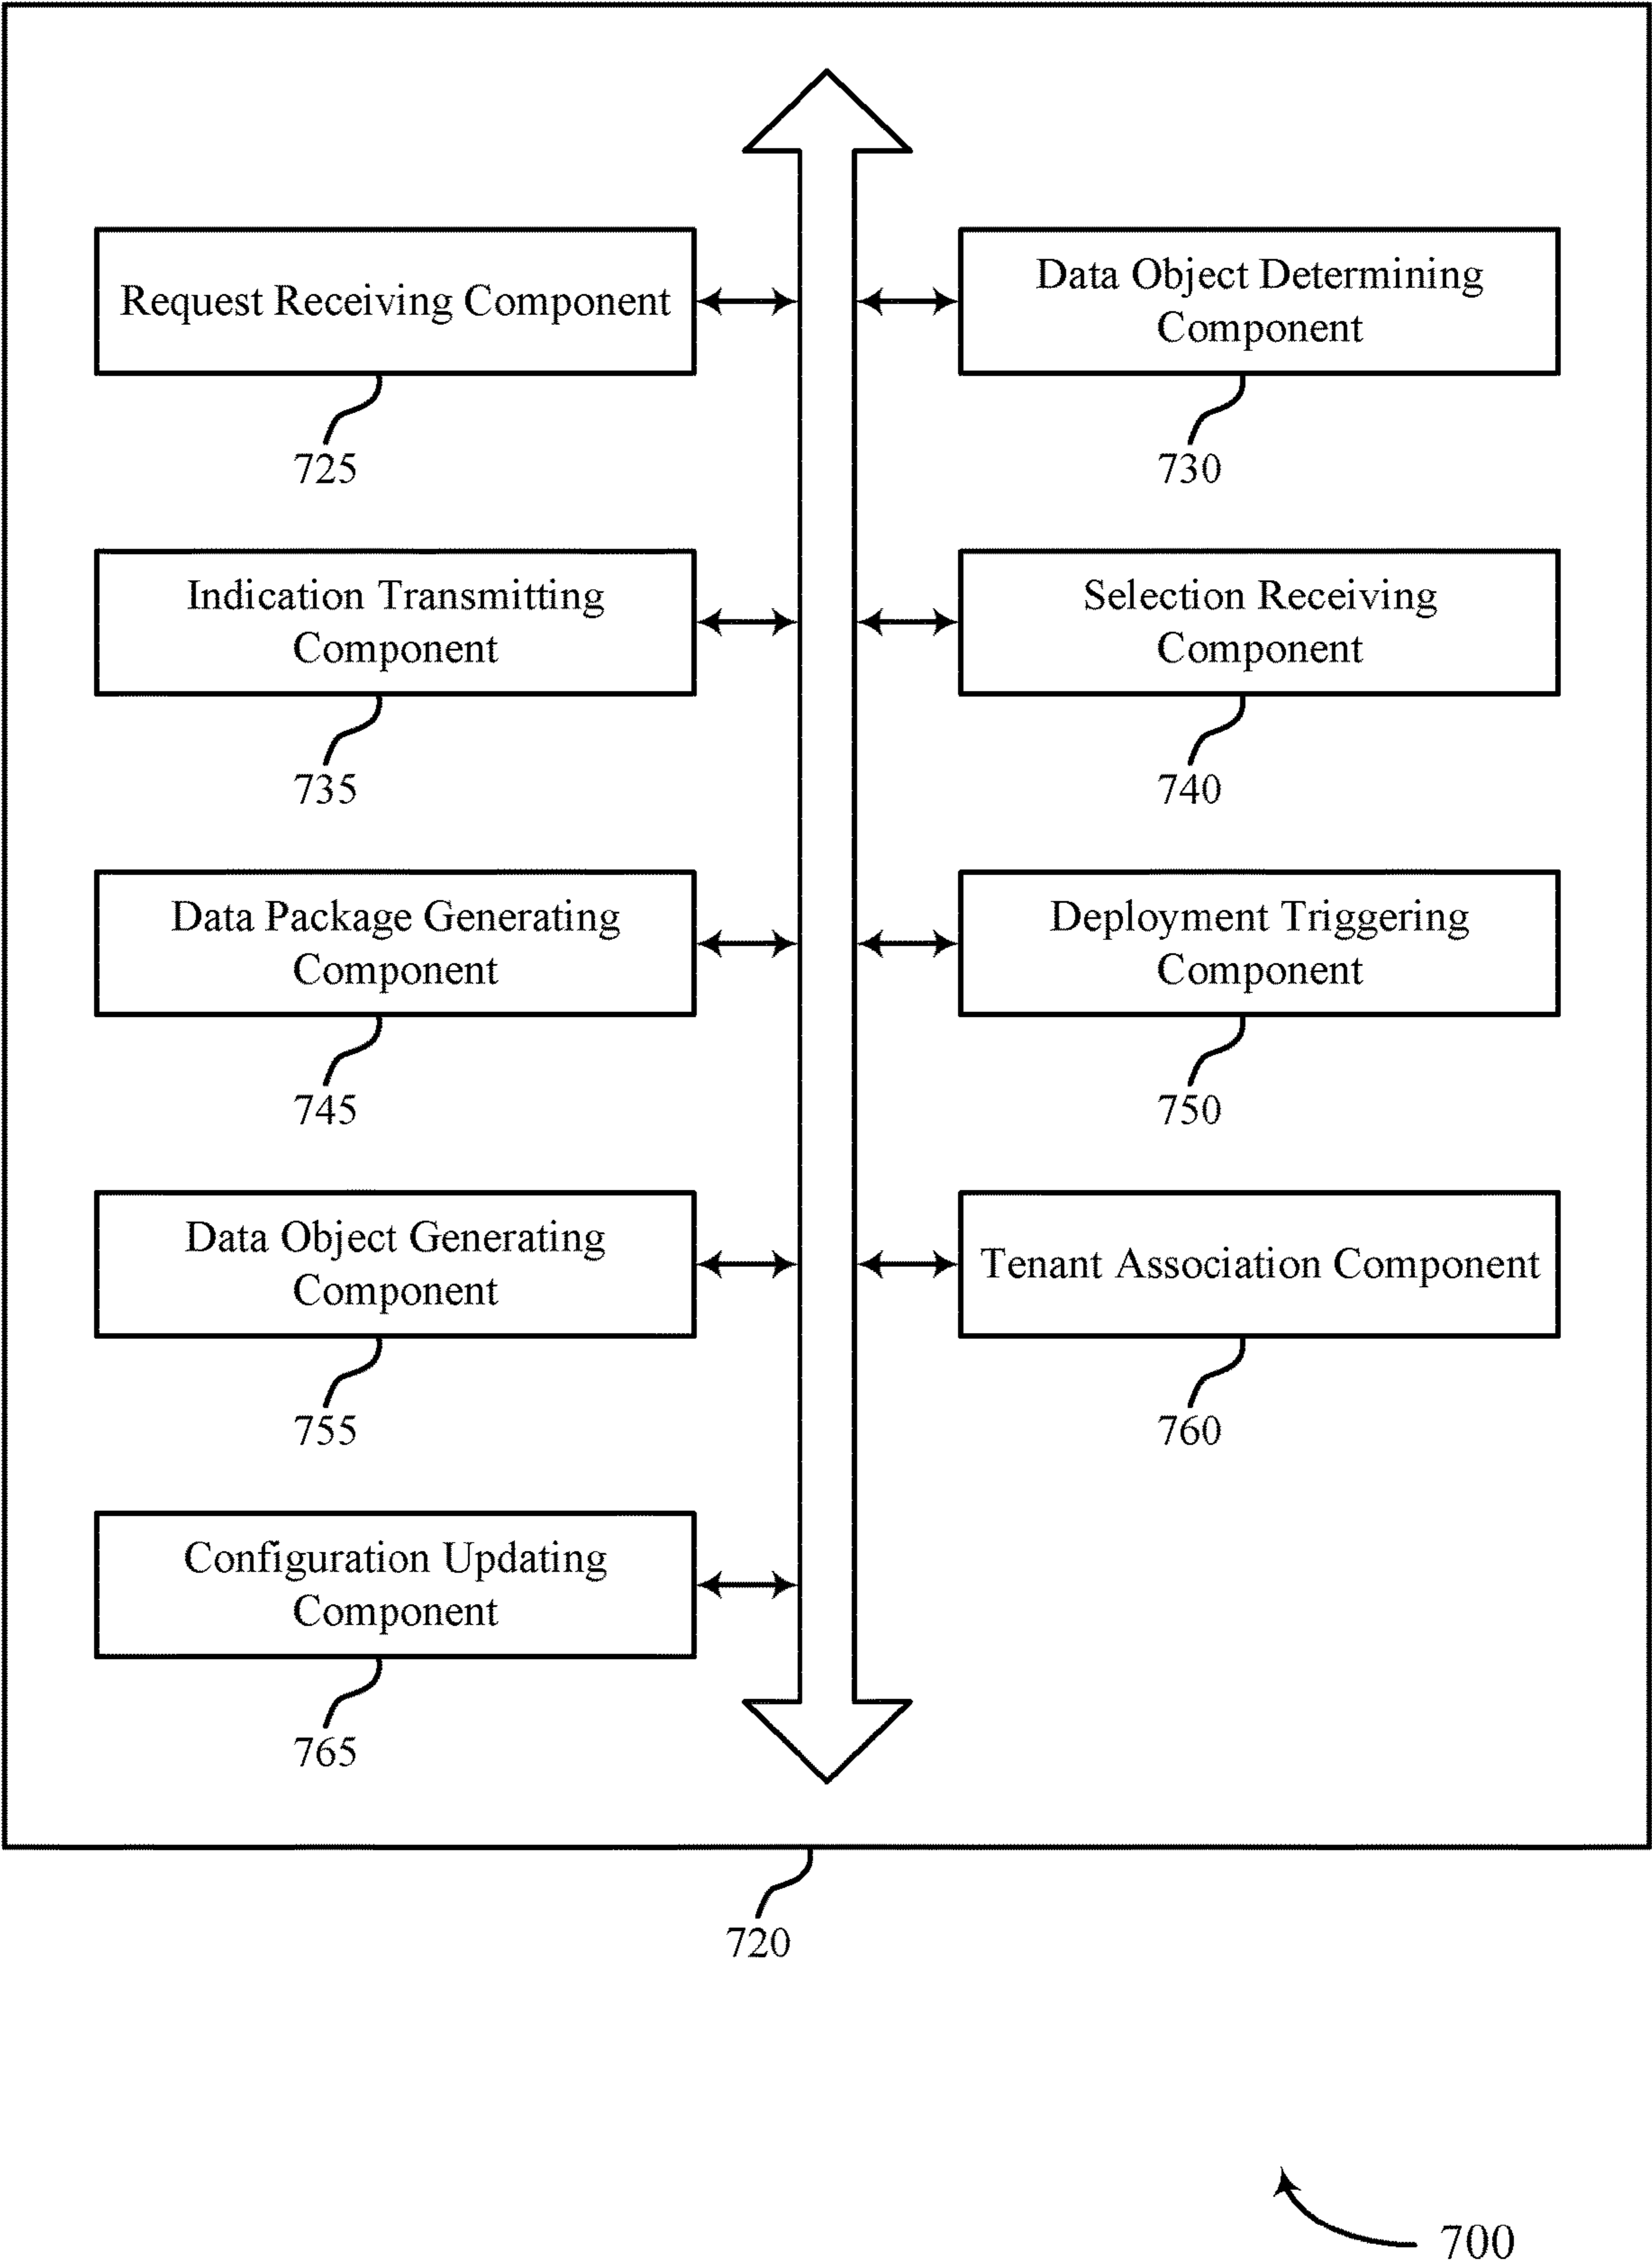 Request Receiving Component
725
Data Object Determining
Component
730
Indication Transmitting
Component
735
Selection Receiving
Component
740
Data Package Generating
Component
745
Deployment Triggering
Component
750
Data Object Generating
Component
755
Tenant Association Component
760
Configuration Updating
Component
765
720
700